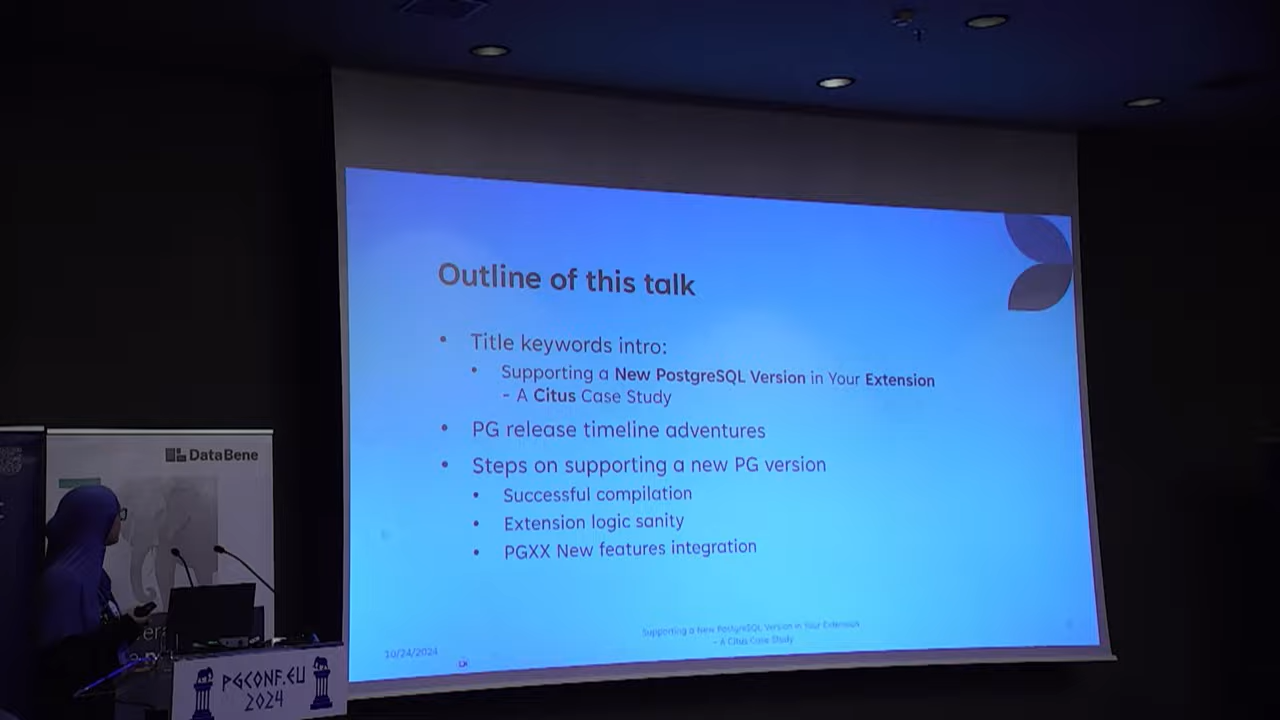 Outline of this talk
• Title keywords intro:
• Supporting a New PostgreSQL Version in Your Extension
- A Citus Case Study
• PG release timeline adventures
• Steps on supporting a new PG version
• Successful compilation
• Extension logic sanity
• PGXX New features integration
Supporting a New PostgreSQL Version in Your Extension
- A Citus Case Study
10/24/2024
DataBene
PGCONF.EU
2024